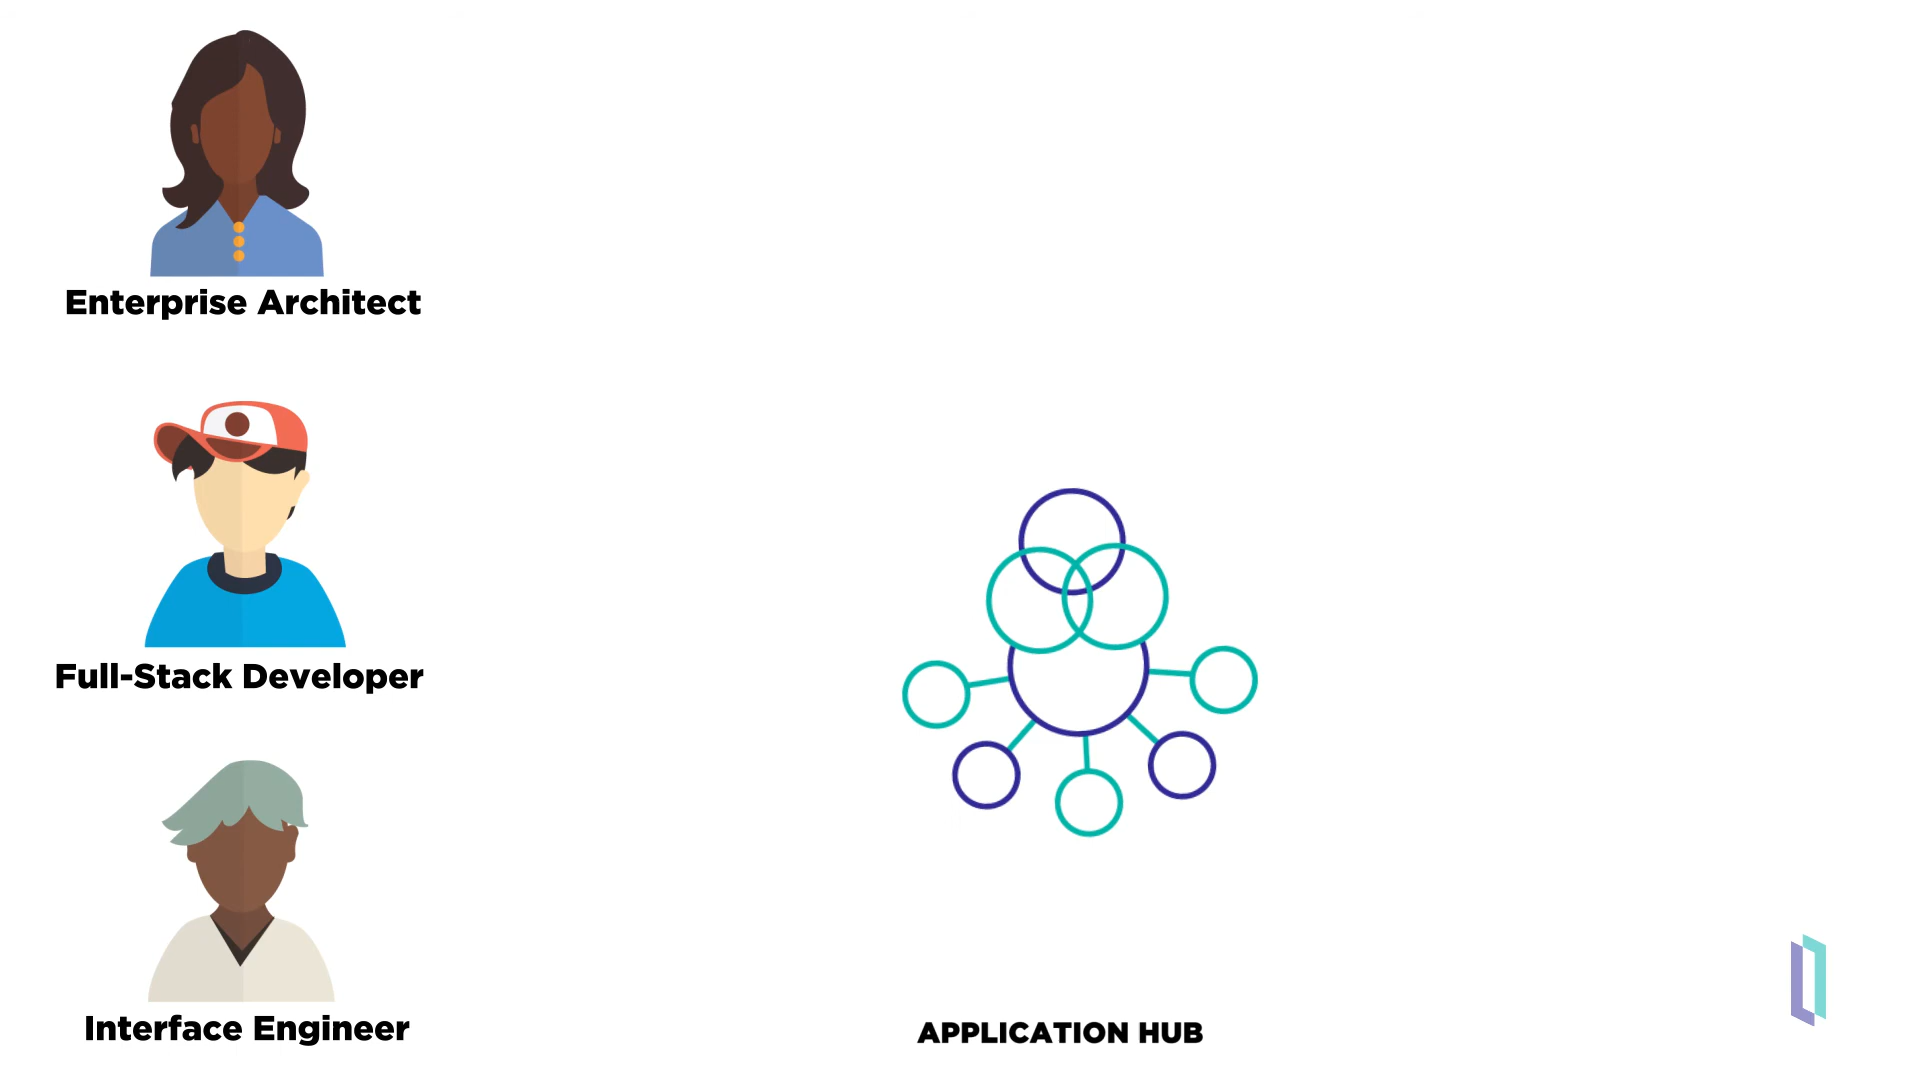 Enterprise Architect
Full-Stack Developer
Interface Engineer
APPLICATION HUB